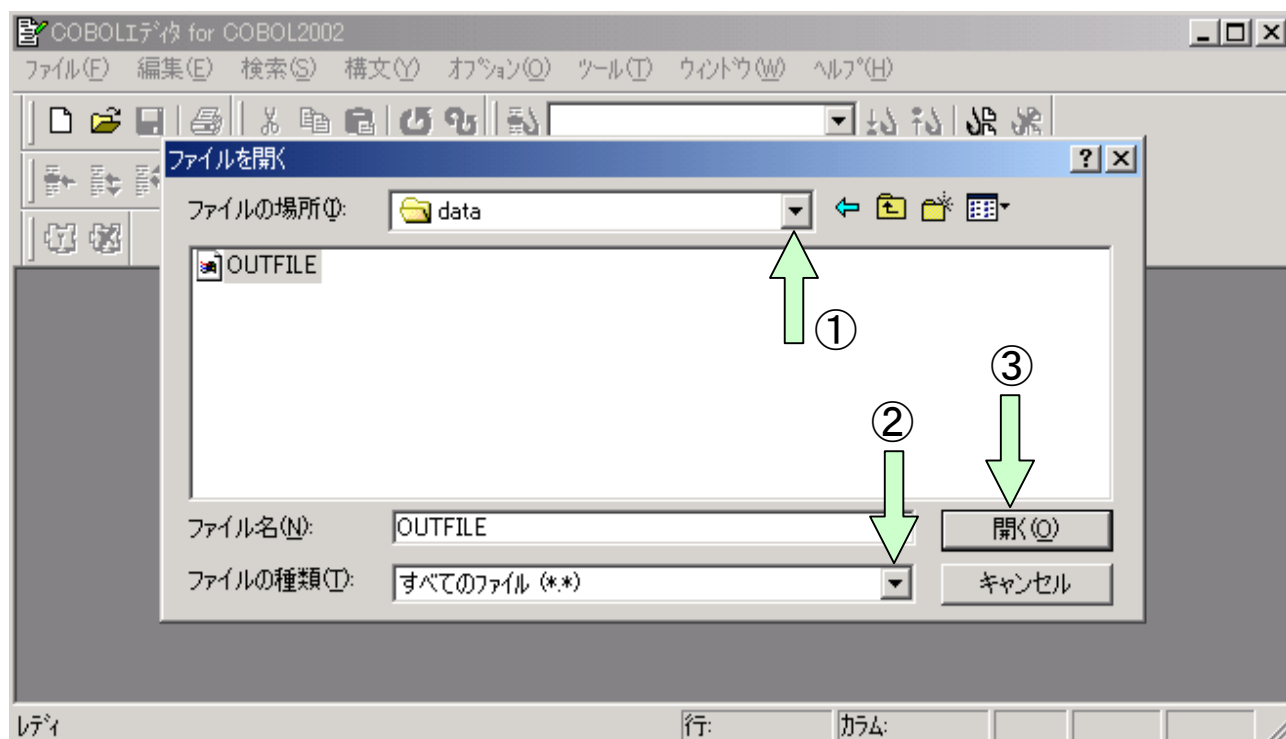 COBOLｴﾃﾞｨﾀ for COBOL2002
ﾌｧｲﾙ(F) 編集(E) 検索(S) 構文(Y) ｵﾌﾟｼｮﾝ(O) ﾂｰﾙ(T) ｳｨﾝﾄﾞｳ(W) ﾍﾙﾌﾟ(H)
ファイルを開く
ファイルの場所(I): data
OUTFILE
①
③
②
ファイル名(N): OUTFILE 開く(O)
ファイルの種類(T): すべてのファイル (*.*) キャンセル
ﾚﾃﾞｨ 行: ｶﾗﾑ: